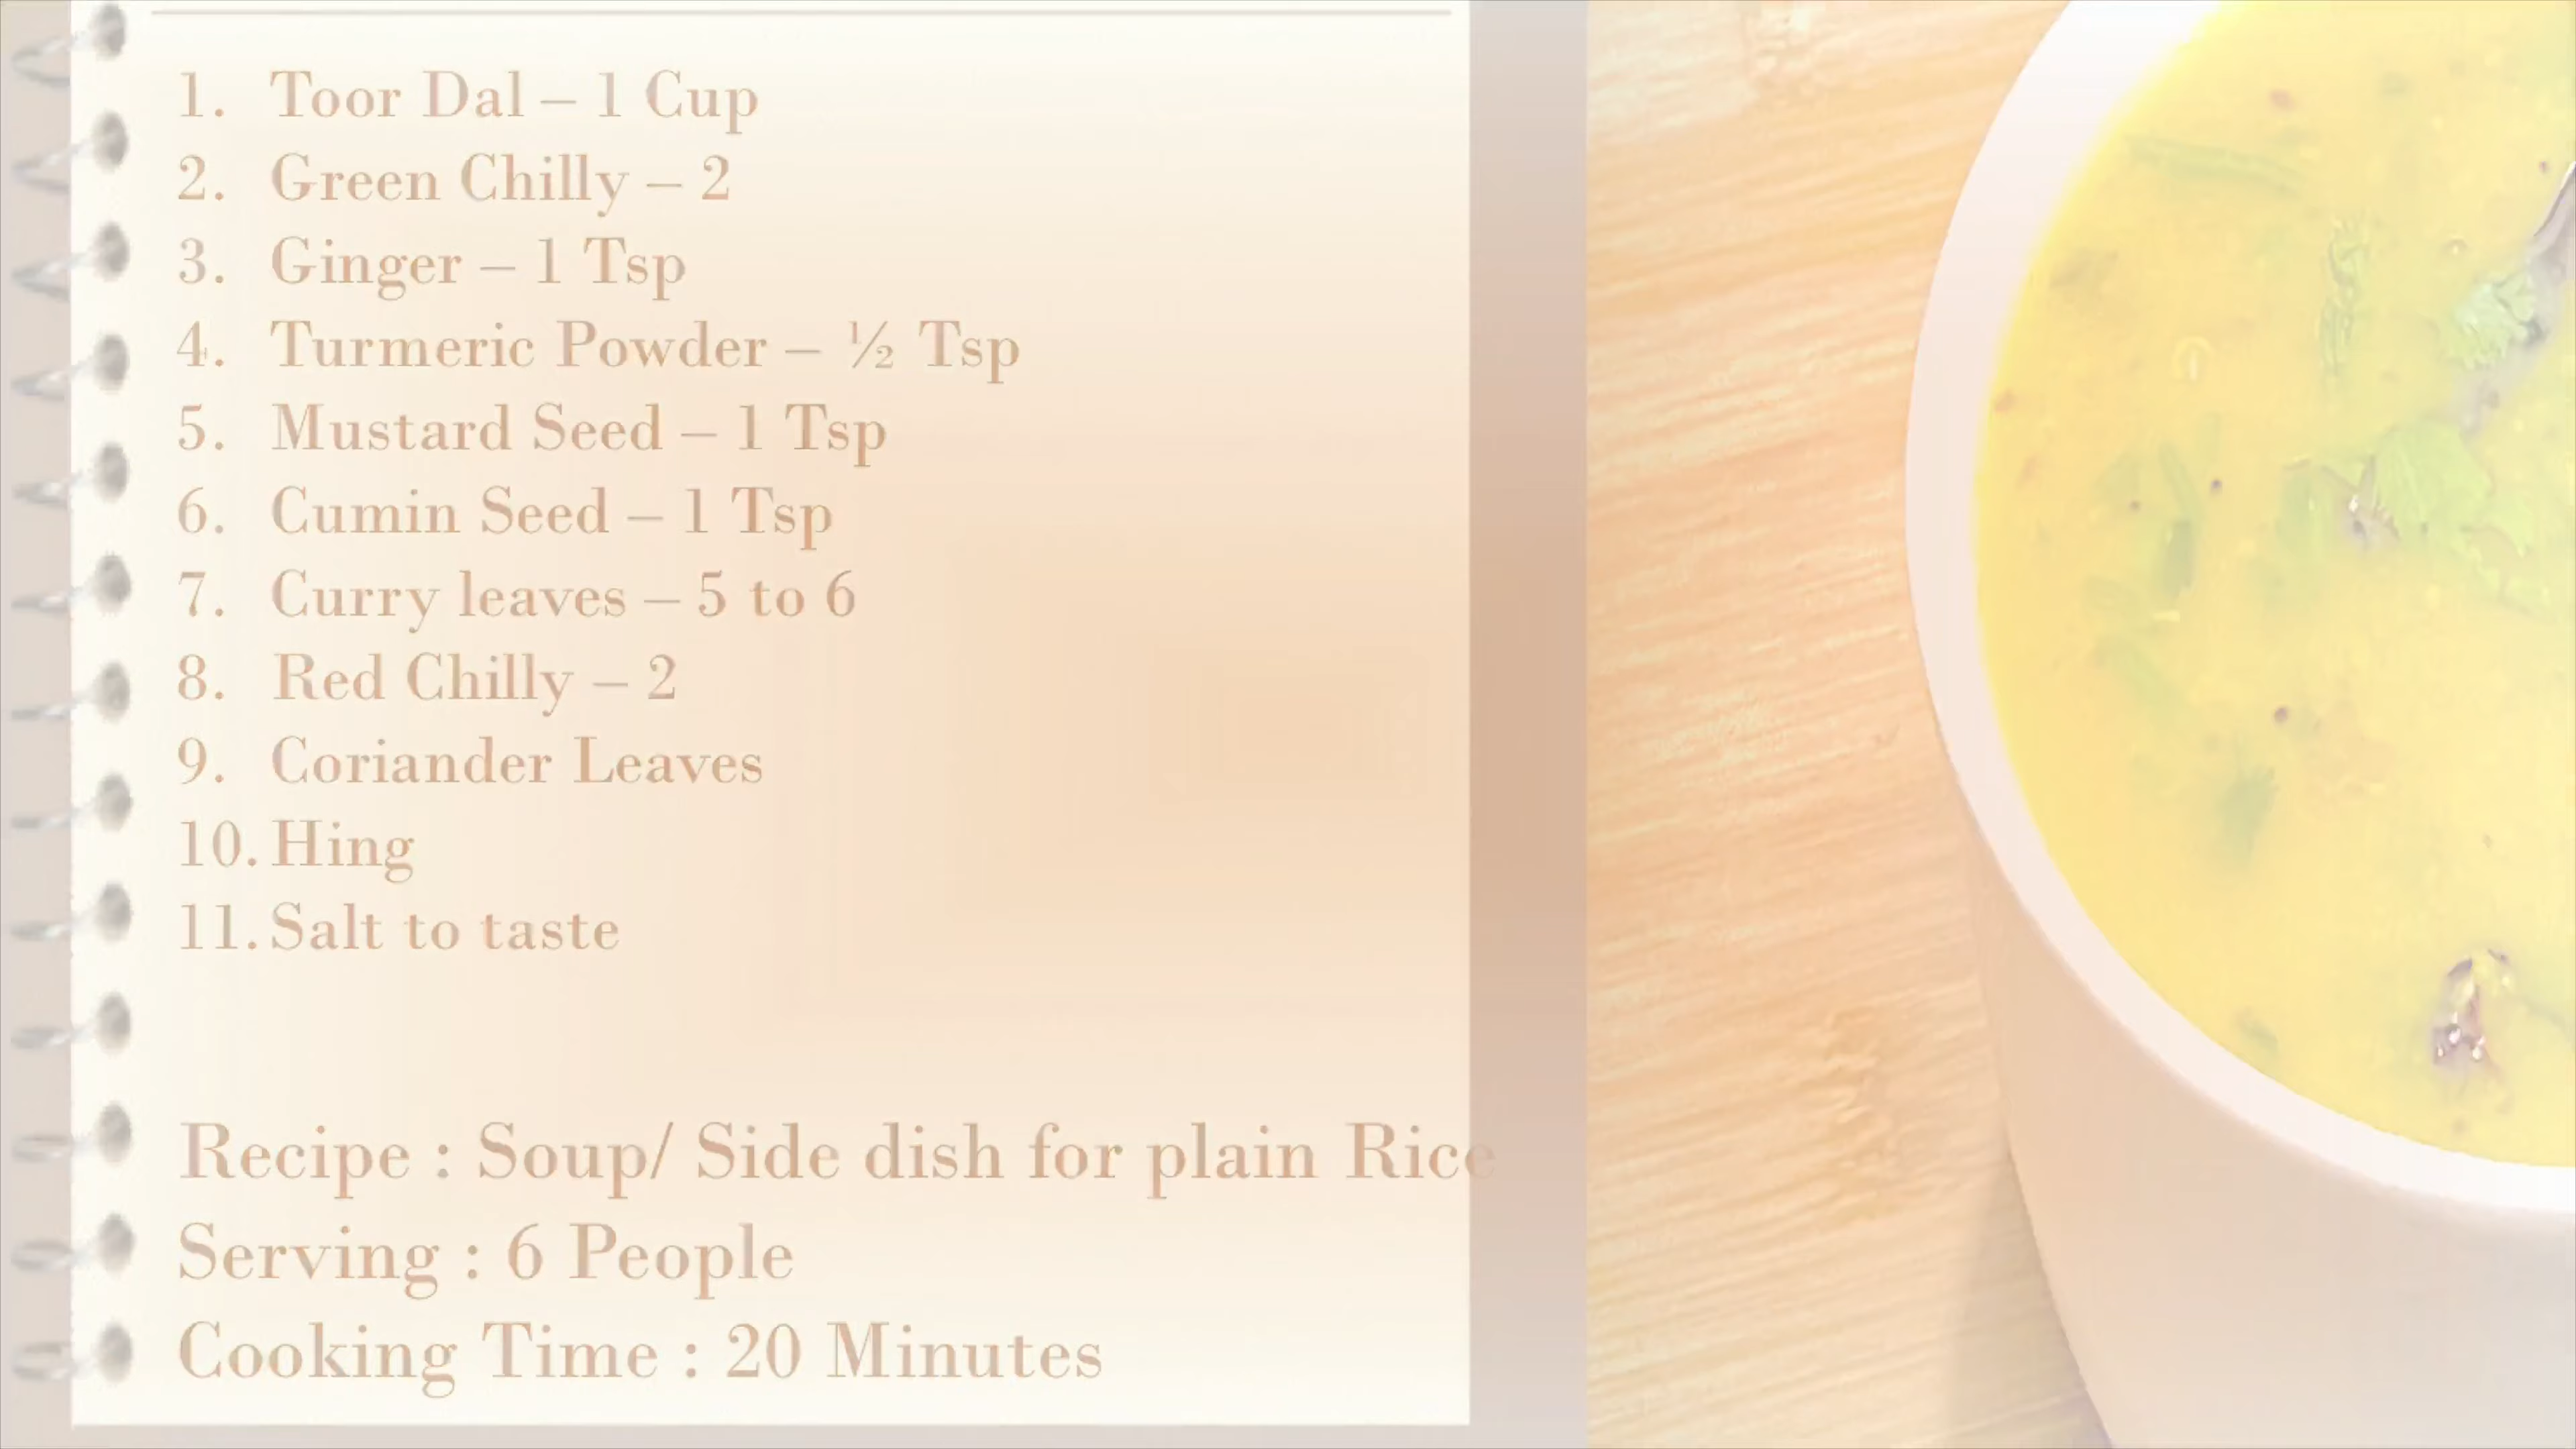 1. Toor Dal – 1 Cup
2. Green Chilly – 2
3. Ginger – 1 Tsp
4. Turmeric Powder – ½ Tsp
5. Mustard Seed – 1 Tsp
6. Cumin Seed – 1 Tsp
7. Curry leaves – 5 to 6
8. Red Chilly – 2
9. Coriander Leaves
10. Hing
11. Salt to taste
Recipe : Soup/ Side dish for plain Rice
Serving : 6 People
Cooking Time : 20 Minutes